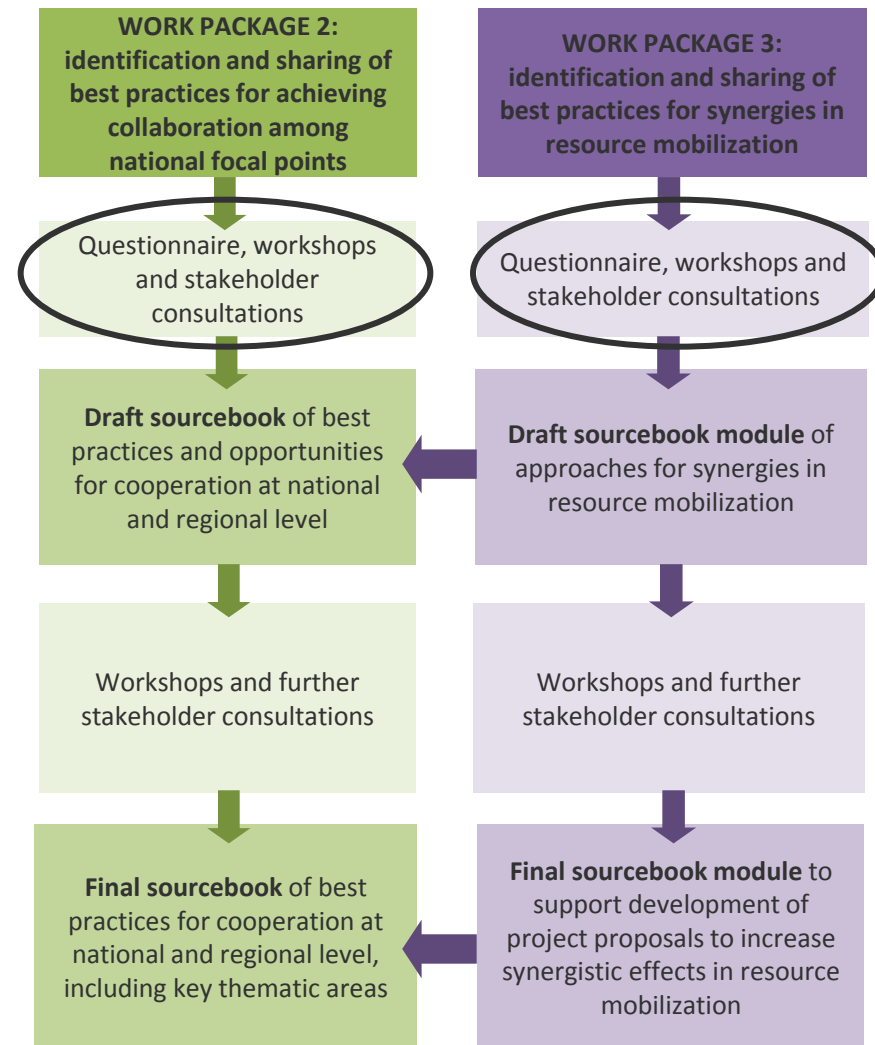 WORK PACKAGE 2:
identification and sharing of
best practices for achieving
collaboration among
national focal points
Questionnaire, workshops
and stakeholder
consultations
Draft sourcebook of best
practices and opportunities
for cooperation at national
and regional level
Workshops and further
stakeholder consultations
Final sourcebook of best
practices for cooperation at
national and regional level,
including key thematic areas
WORK PACKAGE 3:
identification and sharing of
best practices for synergies in
resource mobilization
Questionnaire, workshops and
stakeholder consultations
Draft sourcebook module of
approaches for synergies in
resource mobilization
Workshops and further
stakeholder consultations
Final sourcebook module to
support development of
project proposals to increase
synergistic effects in resource
mobilization